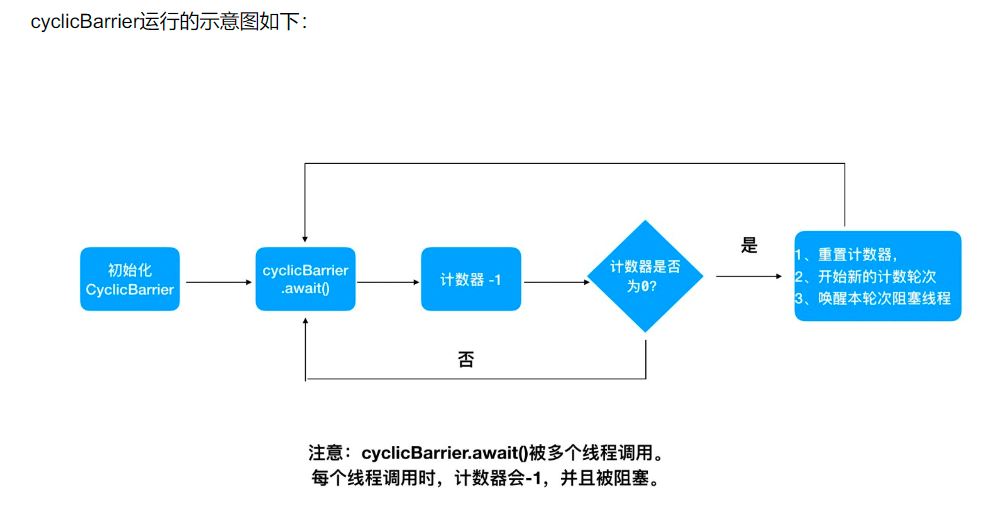 cyclicBarrier运行的示意图如下：
初始化
CyclicBarrier
cyclicBarrier
.await()
计数器 -1
计数器是否
为0？
是
1、重置计数器，
2、开始新的计数轮次
3、唤醒本轮次阻塞线程
否
注意：cyclicBarrier.await()被多个线程调用。
每个线程调用时，计数器会-1，并且被阻塞。